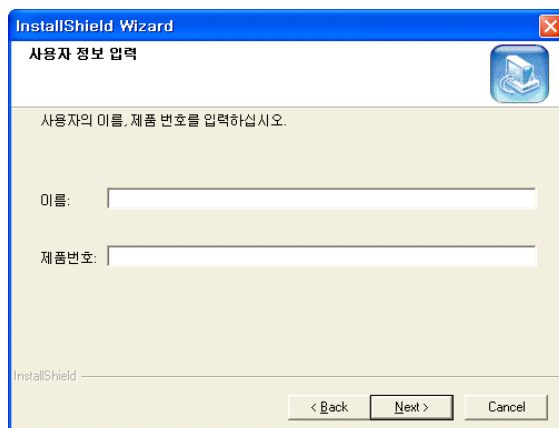 InstallShield Wizard
사용자 정보 입력
사용자의 이름, 제품 번호를 입력하십시오.
이름:
제품번호:
InstallShield
< Back
Next >
Cancel